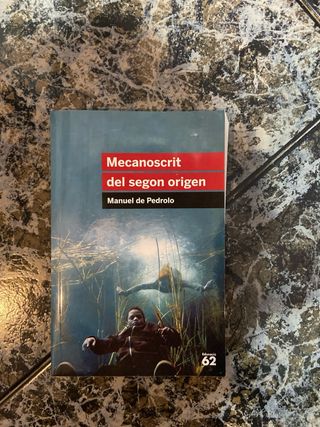 Mecanoscrit
del segon origen
Manuel de Pedrolo
Edicions
62